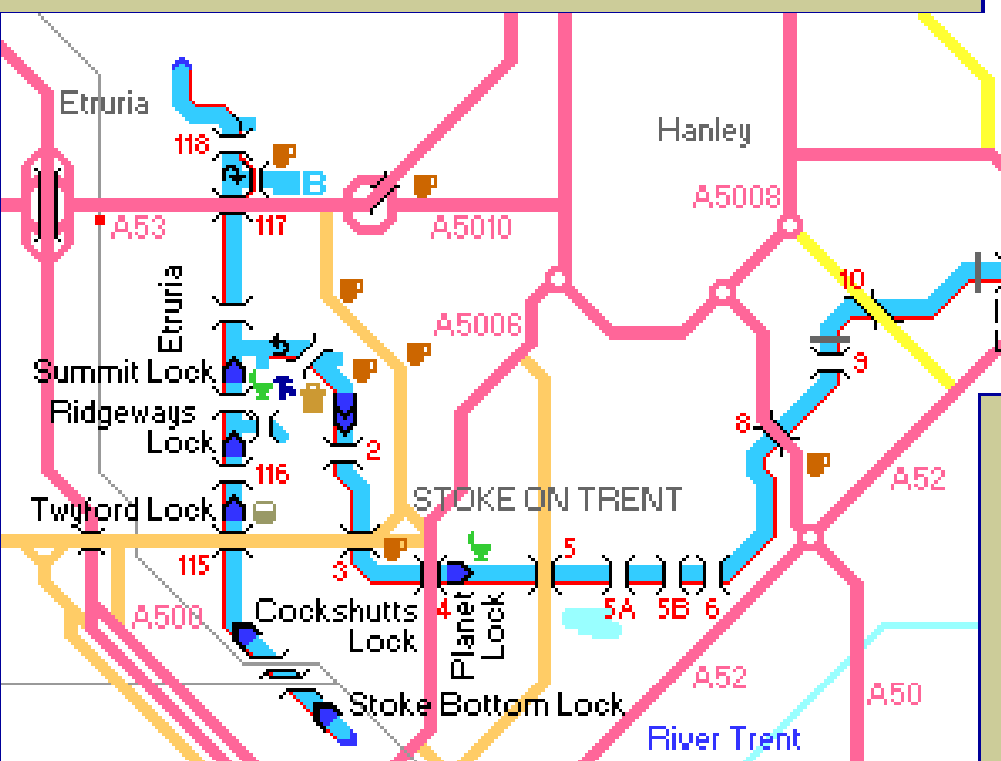 Etruria
Hanley
118
B
A5008
A53
117
A5010
Etruria
10
A5006
Summit Lock
9
Ridgeways
Lock
8
2
116
A52
STOKE ON TRENT
Twyford Lock
5
115
3
A500
Cockshutts
Lock
4
Planet
Lock
5A
5B
6
A52
A50
Stoke Bottom Lock
River Trent